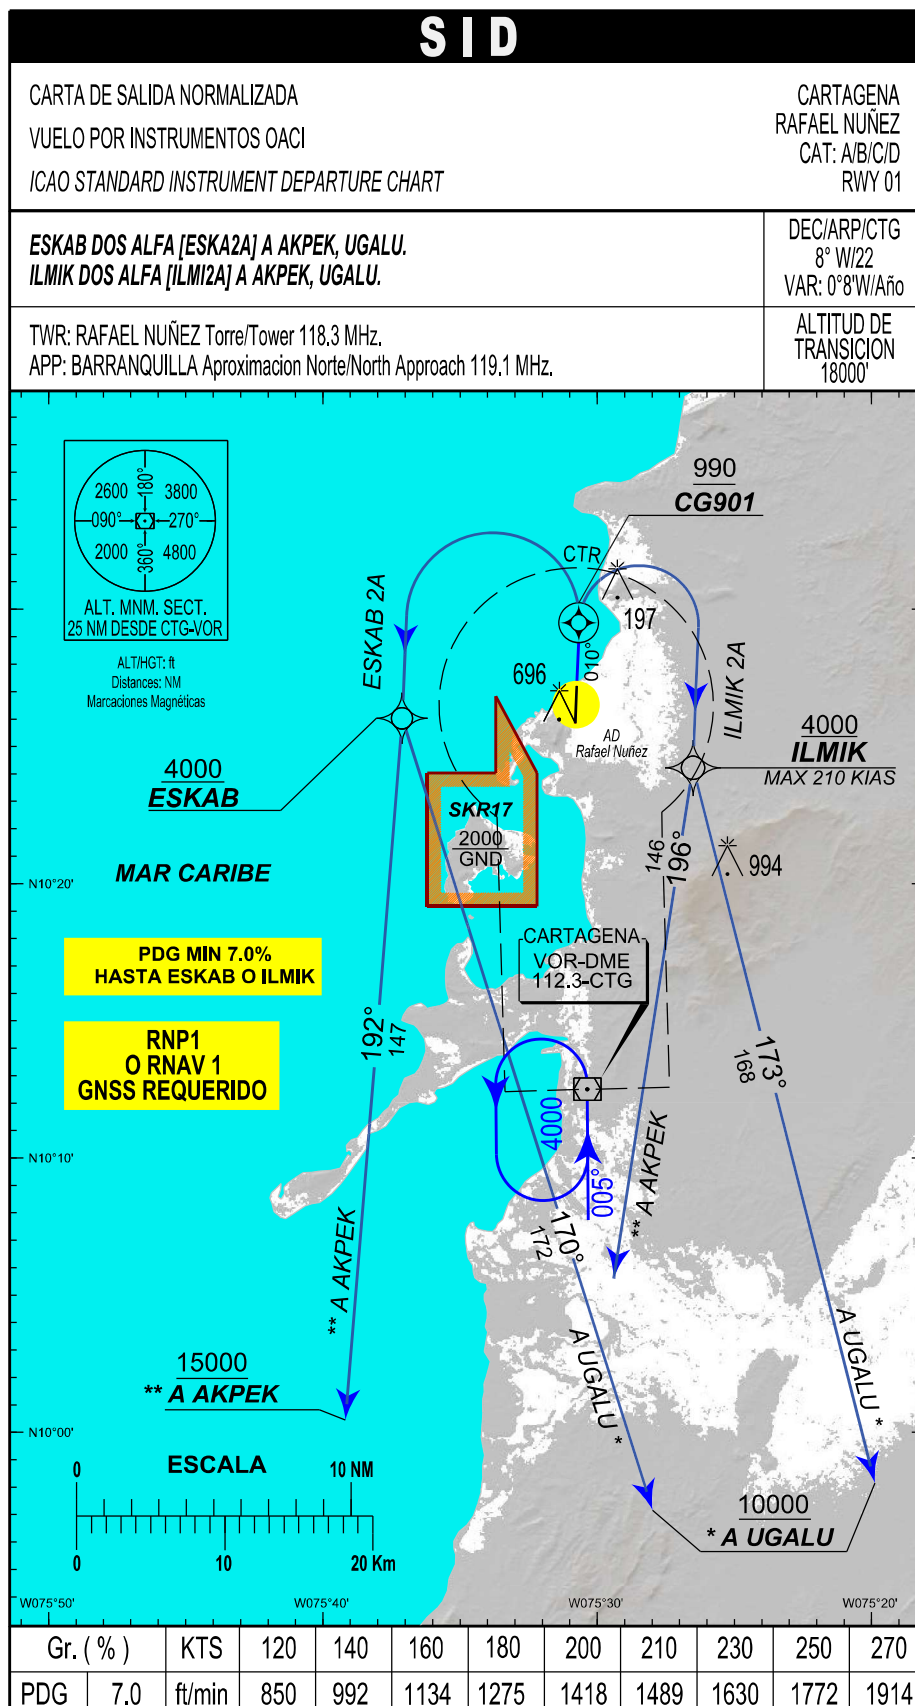 SID
CARTA DE SALIDA NORMALIZADA
VUELO POR INSTRUMENTOS OACI
ICAO STANDARD INSTRUMENT DEPARTURE CHART
CARTAGENA
RAFAEL NUÑEZ
CAT: A/B/C/D
RWY 01
ESKAB DOS ALFA [ESKA2A] A AKPEK, UGALU.
ILMIK DOS ALFA [ILMI2A] A AKPEK, UGALU.
DEC/ARP/CTG
8° W/22
VAR: 0°8'W/Año
TWR: RAFAEL NUÑEZ Torre/Tower 118.3 MHz.
APP: BARRANQUILLA Aproximacion Norte/North Approach 119.1 MHz.
ALTITUD DE
TRANSICION
18000'
2600
180°
3800
090°
270°
2000
360°
4800
ALT. MNM. SECT.
25 NM DESDE CTG-VOR
ALT/HGT: ft
Distances: NM
Marcaciones Magnéticas
990
CG901
CTR
197
ESKAB 2A
010°
696
ILMIK 2A
AD
Rafael Nuñez
4000
ILMIK
MAX 210 KIAS
4000
ESKAB
SKR17
2000
GND
146
196°
994
MAR CARIBE
N10°20'
CARTAGENA
VOR-DME
112.3-CTG
PDG MIN 7.0%
HASTA ESKAB O ILMIK
RNP1
O RNAV 1
GNSS REQUERIDO
192°
147
173°
168
4000
005°
N10°10'
** A AKPEK
170°
172
** A AKPEK
A UGALU *
A UGALU *
15000
** A AKPEK
N10°00'
ESCALA
0
10 NM
0
10
20 Km
10000
* A UGALU
W075°50'
W075°40'
W075°30'
W075°20'
Gr. ( % ) KTS 120 140 160 180 200 210 230 250 270
PDG 7.0 ft/min 850 992 1134 1275 1418 1489 1630 1772 1914